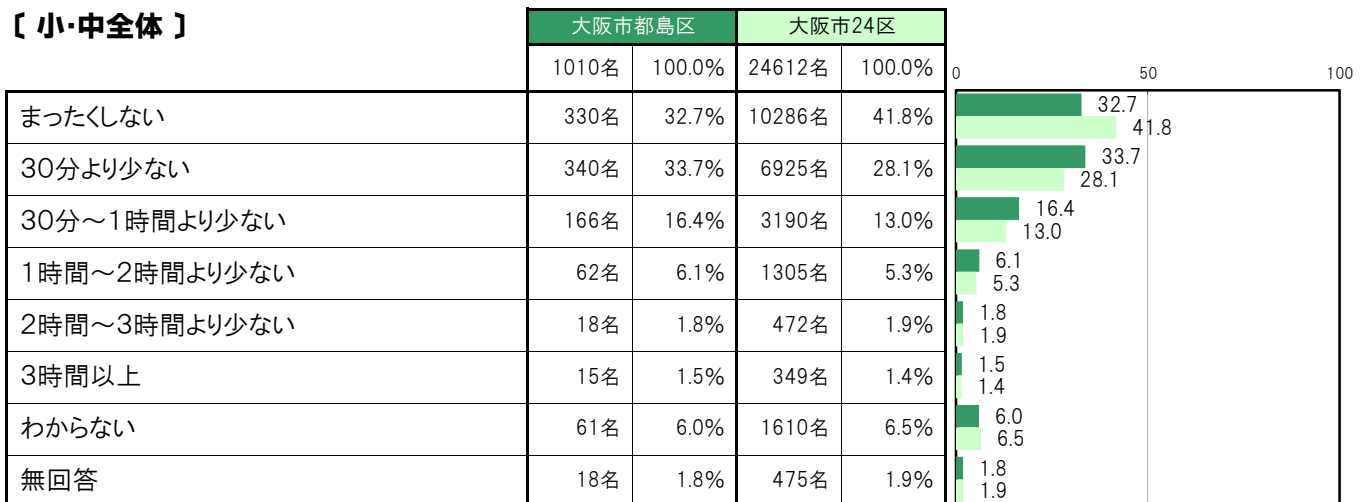 〔 小・中全体 〕
大阪市都島区 大阪市24区
1010名 100.0% 24612名 100.0% 0 50 100
まったくしない 330名 32.7% 10286名 41.8% 32.7 41.8
30分より少ない 340名 33.7% 6925名 28.1% 33.7 28.1
30分～1時間より少ない 166名 16.4% 3190名 13.0% 16.4 13.0
1時間～2時間より少ない 62名 6.1% 1305名 5.3% 6.1 5.3
2時間～3時間より少ない 18名 1.8% 472名 1.9% 1.8 1.9
3時間以上 15名 1.5% 349名 1.4% 1.5 1.4
わからない 61名 6.0% 1610名 6.5% 6.0 6.5
無回答 18名 1.8% 475名 1.9% 1.8 1.9